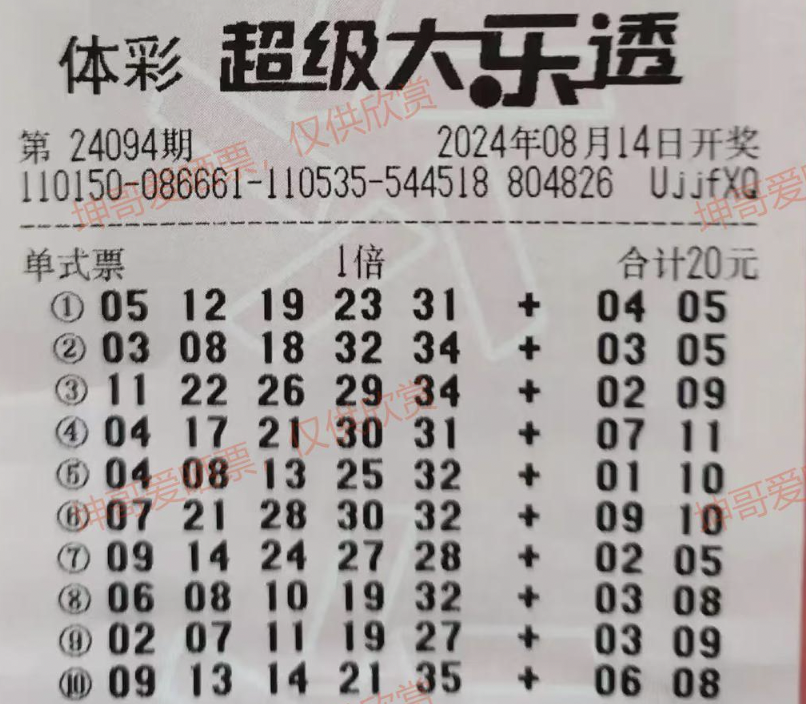 体彩 超级大乐透
第 24094期 2024年08月14日开奖
110150-086661-110535-544518 804826 UjjfXQ
单式票 1倍 合计20元
① 05 12 19 23 31 + 04 05
② 03 08 18 32 34 + 03 05
③ 11 22 26 29 34 + 02 09
④ 04 17 21 30 31 + 07 11
⑤ 04 08 13 25 32 + 01 10
⑥ 07 21 28 30 32 + 09 10
⑦ 09 14 24 27 28 + 02 05
⑧ 06 08 10 19 32 + 03 08
⑨ 02 07 11 19 27 + 03 09
⑩ 09 13 14 21 35 + 06 08
坤哥爱晒票，仅供欣赏
坤哥爱
坤哥爱晒票，仅供欣赏
坤哥爱
仅供欣赏